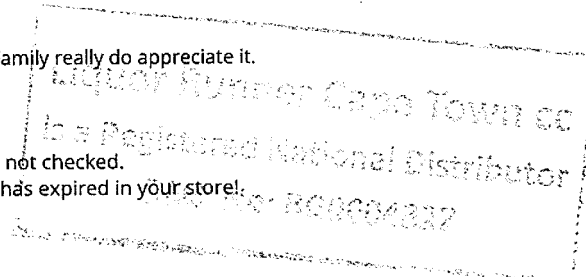 amily really do appreciate it.
Liquor Runner Cape Town cc
is a Registered National Distributor
not checked.
has expired in your store!.